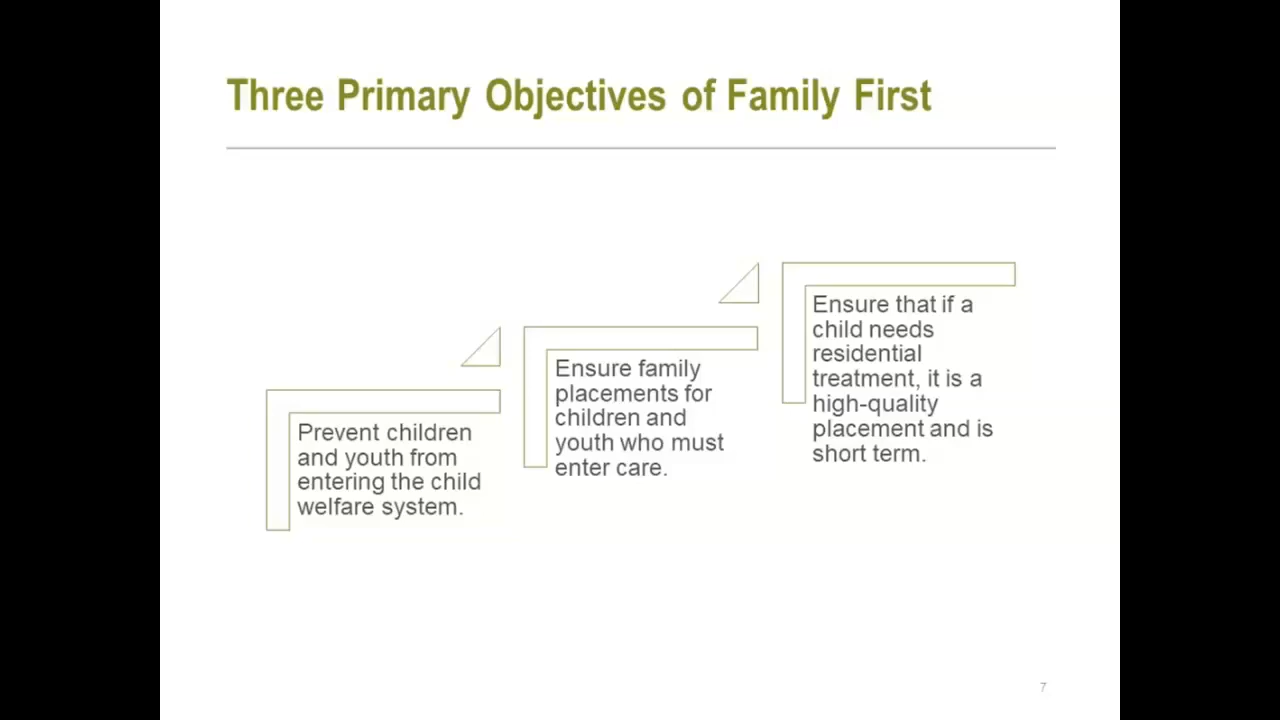 Three Primary Objectives of Family First
Prevent children
and youth from
entering the child
welfare system.
Ensure family
placements for
children and
youth who must
enter care.
Ensure that if a
child needs
residential
treatment, it is a
high-quality
placement and is
short term.
7